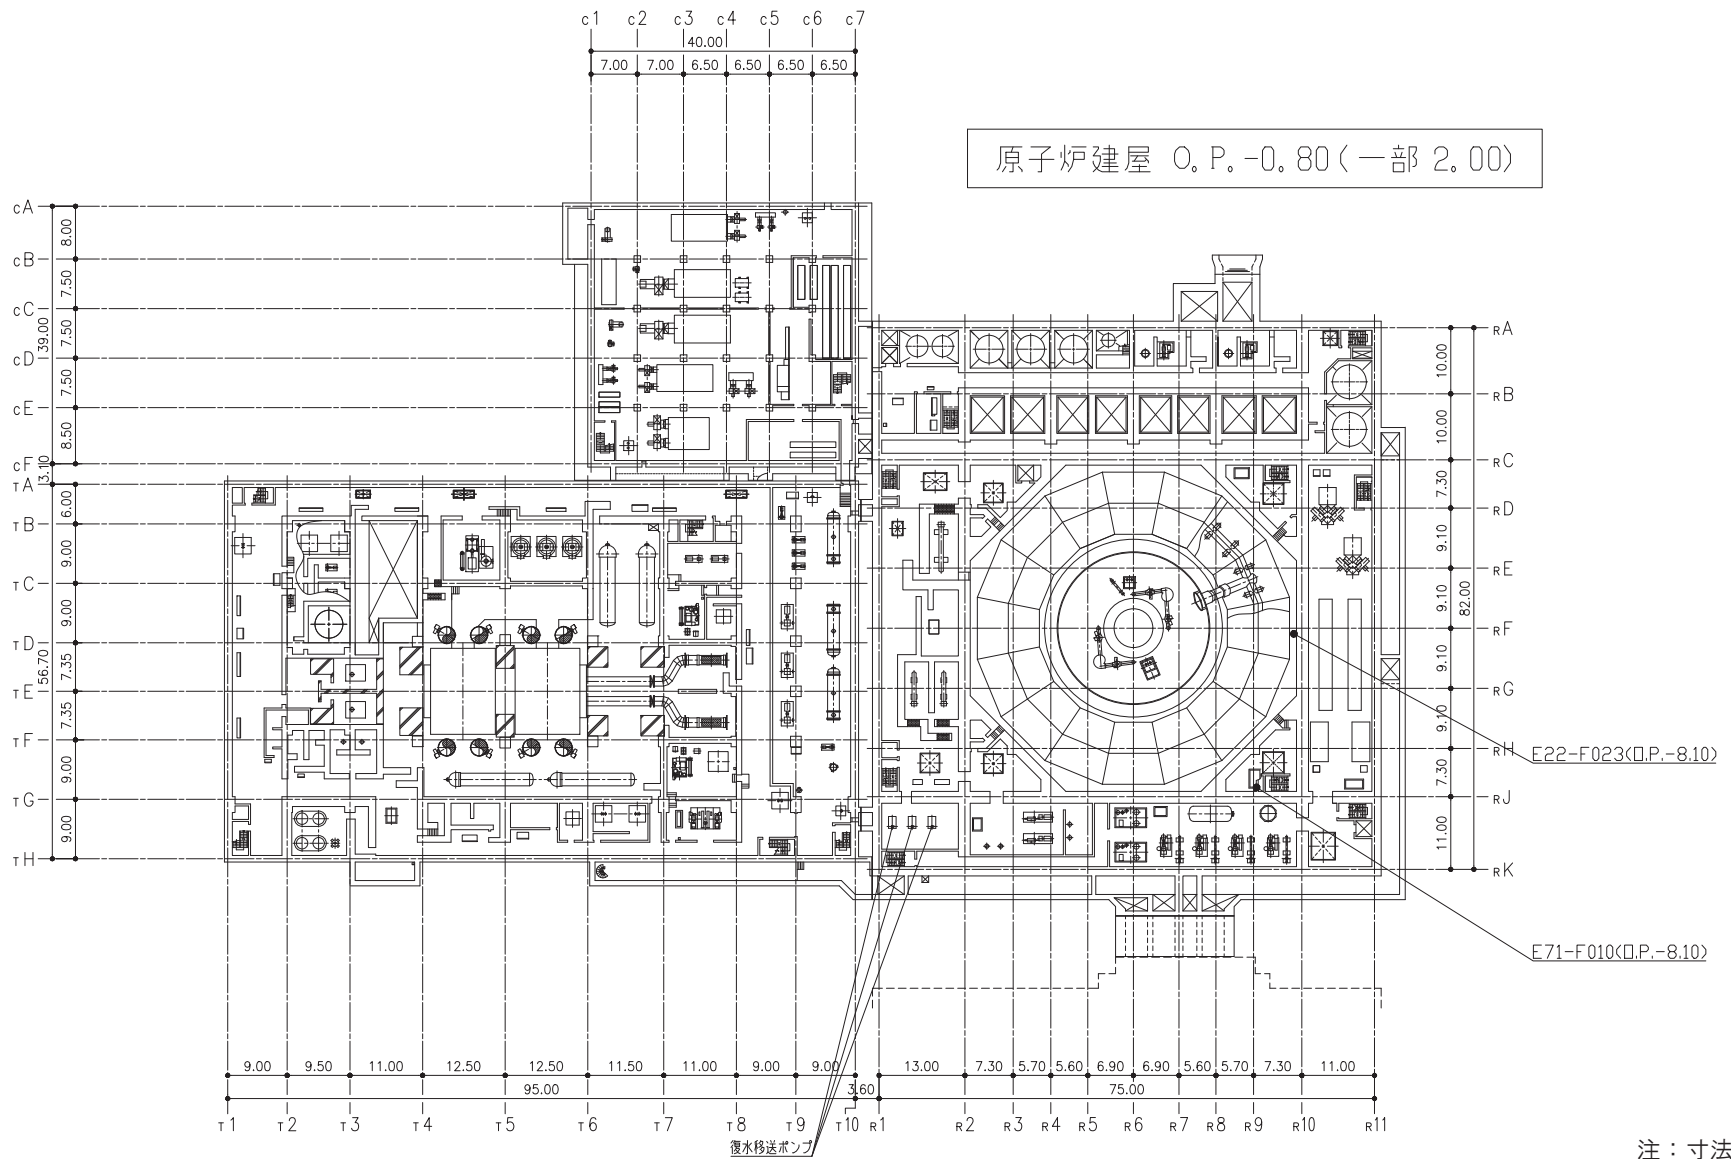 c1 c2 c3 c4 c5 c6 c7
40.00
7.00 7.00 6.50 6.50 6.50 6.50
原子炉建屋 O.P.-0.80(一部 2.00)
cA
8.00
cB
7.50
cC
39.00
7.50
cD
7.50
cE
8.50
cF
3.10
TA
6.00
TB
9.00
TC
9.00
TD
56.70
7.35
TE
7.35
TF
9.00
TG
9.00
TH
RA
10.00
RB
10.00
RC
7.30
RD
9.10
RE
9.10
82.00
RF
9.10
RG
9.10
RH
7.30
RJ
11.00
RK
E22-F023(O.P.-8.10)
E71-F010(O.P.-8.10)
9.00 9.50 11.00 12.50 12.50 11.50 11.00 9.00 9.00 13.00 7.30 5.70 5.60 6.90 6.90 5.60 5.70 7.30 11.00
95.00 3.60 75.00
T1 T2 T3 T4 T5 T6 T7 T8 T9 T10 R1 R2 R3 R4 R5 R6 R7 R8 R9 R10 R11
復水移送ポンプ
注：寸法